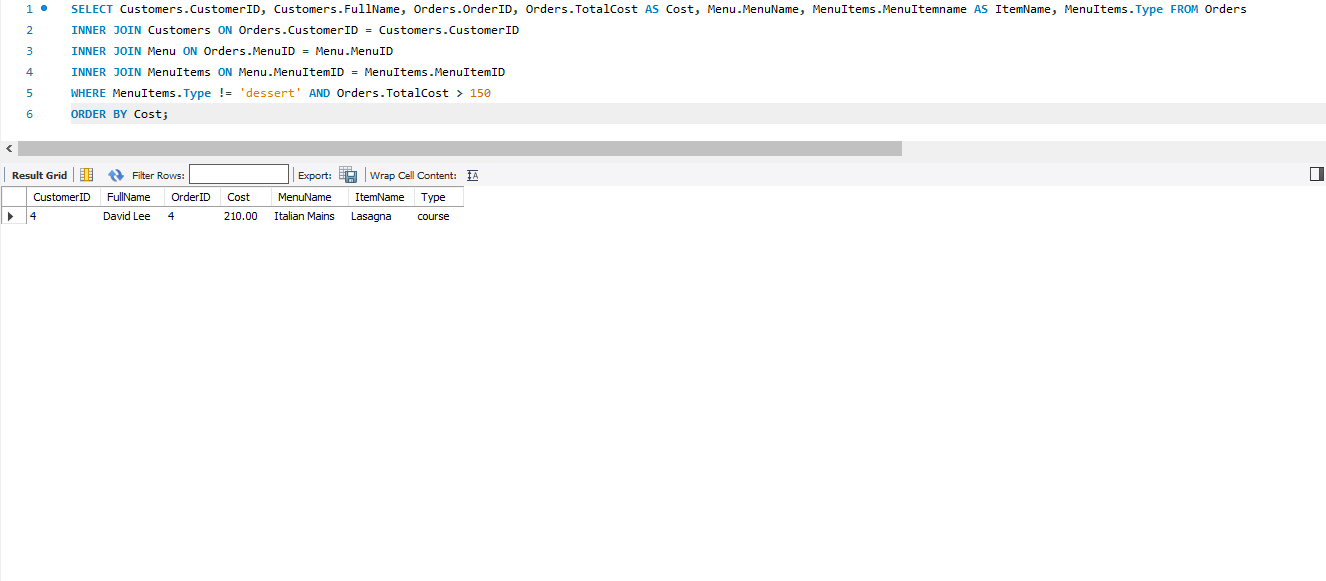 1 SELECT Customers.CustomerID, Customers.FullName, Orders.OrderID, Orders.TotalCost AS Cost, Menu.MenuName, MenuItems.MenuItemname AS ItemName, MenuItems.Type FROM Orders
2 INNER JOIN Customers ON Orders.CustomerID = Customers.CustomerID
3 INNER JOIN Menu ON Orders.MenuID = Menu.MenuID
4 INNER JOIN MenuItems ON Menu.MenuItemID = MenuItems.MenuItemID
5 WHERE MenuItems.Type != 'dessert' AND Orders.TotalCost > 150
6 ORDER BY Cost;
Result Grid Filter Rows: Export: Wrap Cell Content: IA
CustomerID FullName OrderID Cost MenuName ItemName Type
4 David Lee 4 210.00 Italian Mains Lasagna course